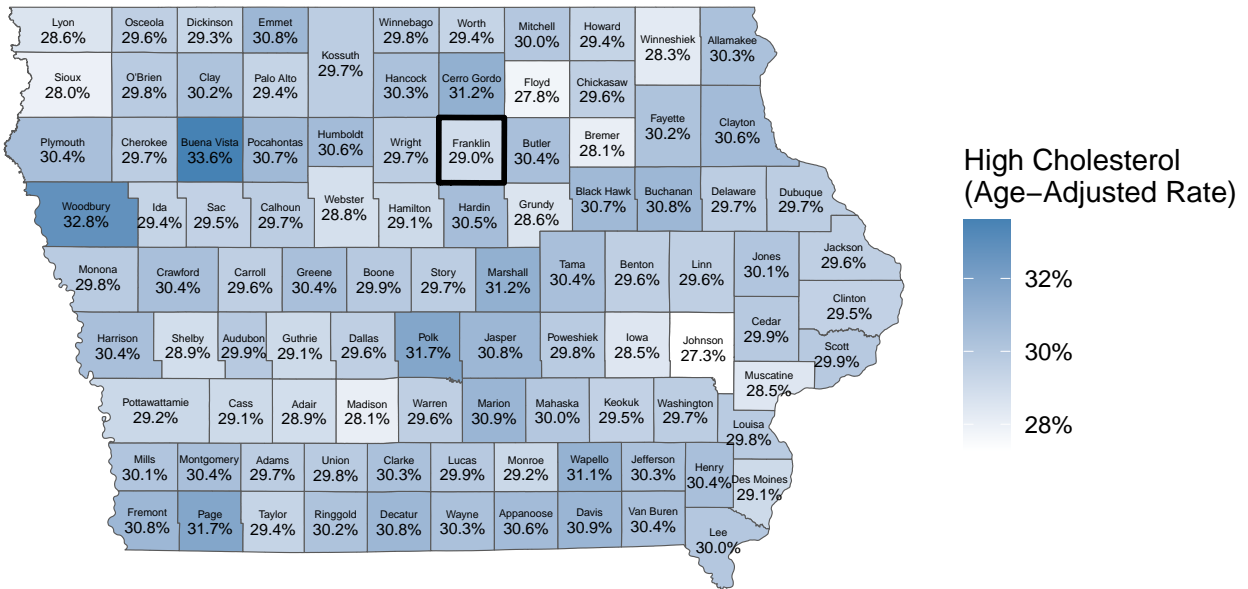 Lyon
28.6%
Osceola
29.6%
Dickinson
29.3%
Emmet
30.8%
Kossuth
29.7%
Winnebago
29.8%
Worth
29.4%
Mitchell
30.0%
Howard
29.4%
Winneshiek
28.3%
Allamakee
30.3%
Sioux
28.0%
O'Brien
29.8%
Clay
30.2%
Palo Alto
29.4%
Hancock
30.3%
Cerro Gordo
31.2%
Floyd
27.8%
Chickasaw
29.6%
Fayette
30.2%
Clayton
30.6%
Plymouth
30.4%
Cherokee
29.7%
Buena Vista
33.6%
Pocahontas
30.7%
Humboldt
30.6%
Wright
29.7%
Franklin
29.0%
Butler
30.4%
Bremer
28.1%
Woodbury
32.8%
Ida
29.4%
Sac
29.5%
Calhoun
29.7%
Webster
28.8%
Hamilton
29.1%
Hardin
30.5%
Grundy
28.6%
Black Hawk
30.7%
Buchanan
30.8%
Delaware
29.7%
Dubuque
29.7%
Monona
29.8%
Crawford
30.4%
Carroll
29.6%
Greene
30.4%
Boone
29.9%
Story
29.7%
Marshall
31.2%
Tama
30.4%
Benton
29.6%
Linn
29.6%
Jones
30.1%
Jackson
29.6%
Clinton
29.5%
Harrison
30.4%
Shelby
28.9%
Audubon
29.9%
Guthrie
29.1%
Dallas
29.6%
Polk
31.7%
Jasper
30.8%
Poweshiek
29.8%
Iowa
28.5%
Johnson
27.3%
Cedar
29.9%
Scott
29.9%
Muscatine
28.5%
Pottawattamie
29.2%
Cass
29.1%
Adair
28.9%
Madison
28.1%
Warren
29.6%
Marion
30.9%
Mahaska
30.0%
Keokuk
29.5%
Washington
29.7%
Louisa
29.8%
Mills
30.1%
Montgomery
30.4%
Adams
29.7%
Union
29.8%
Clarke
30.3%
Lucas
29.9%
Monroe
29.2%
Wapello
31.1%
Jefferson
30.3%
Henry
30.4%
Des Moines
29.1%
Fremont
30.8%
Page
31.7%
Taylor
29.4%
Ringgold
30.2%
Decatur
30.8%
Wayne
30.3%
Appanoose
30.6%
Davis
30.9%
Van Buren
30.4%
Lee
30.0%
High Cholesterol
(Age−Adjusted Rate)
32%
30%
28%